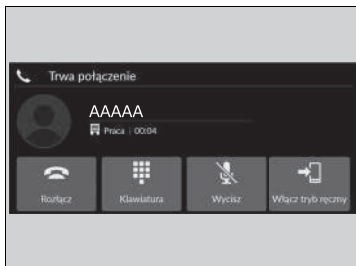 Trwa połączenie
AAAAA
Praca | 00:04
Rozłącz
Klawiatura
Wycisz
Włącz tryb ręczny